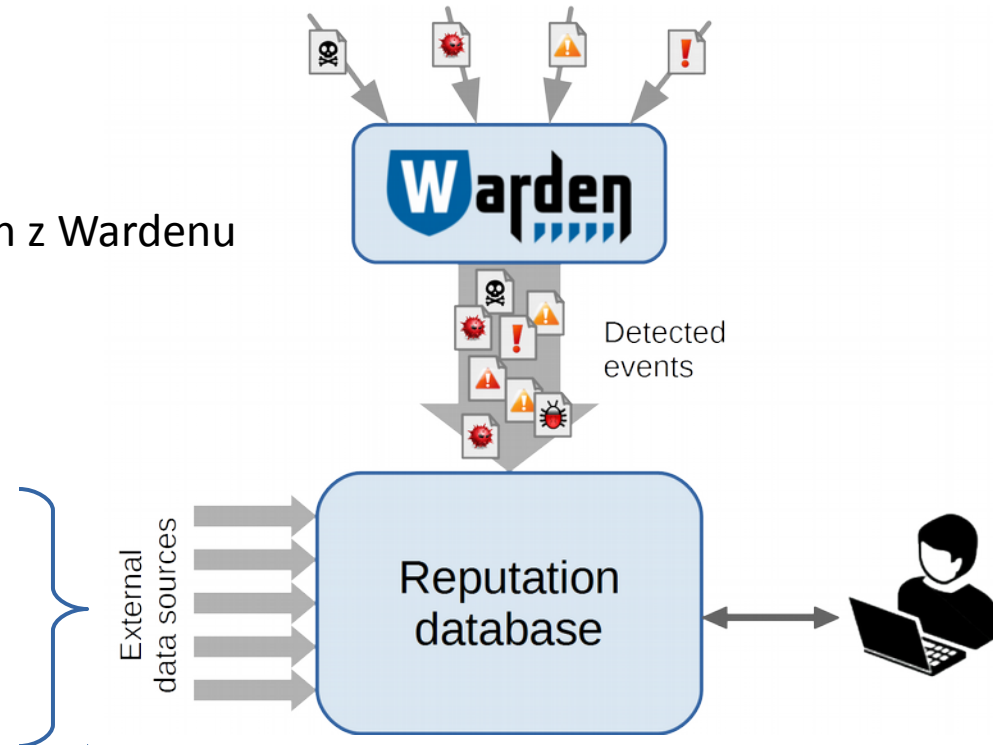 Warden
z Wardenu
Detected
events
External
data sources
Reputation
database